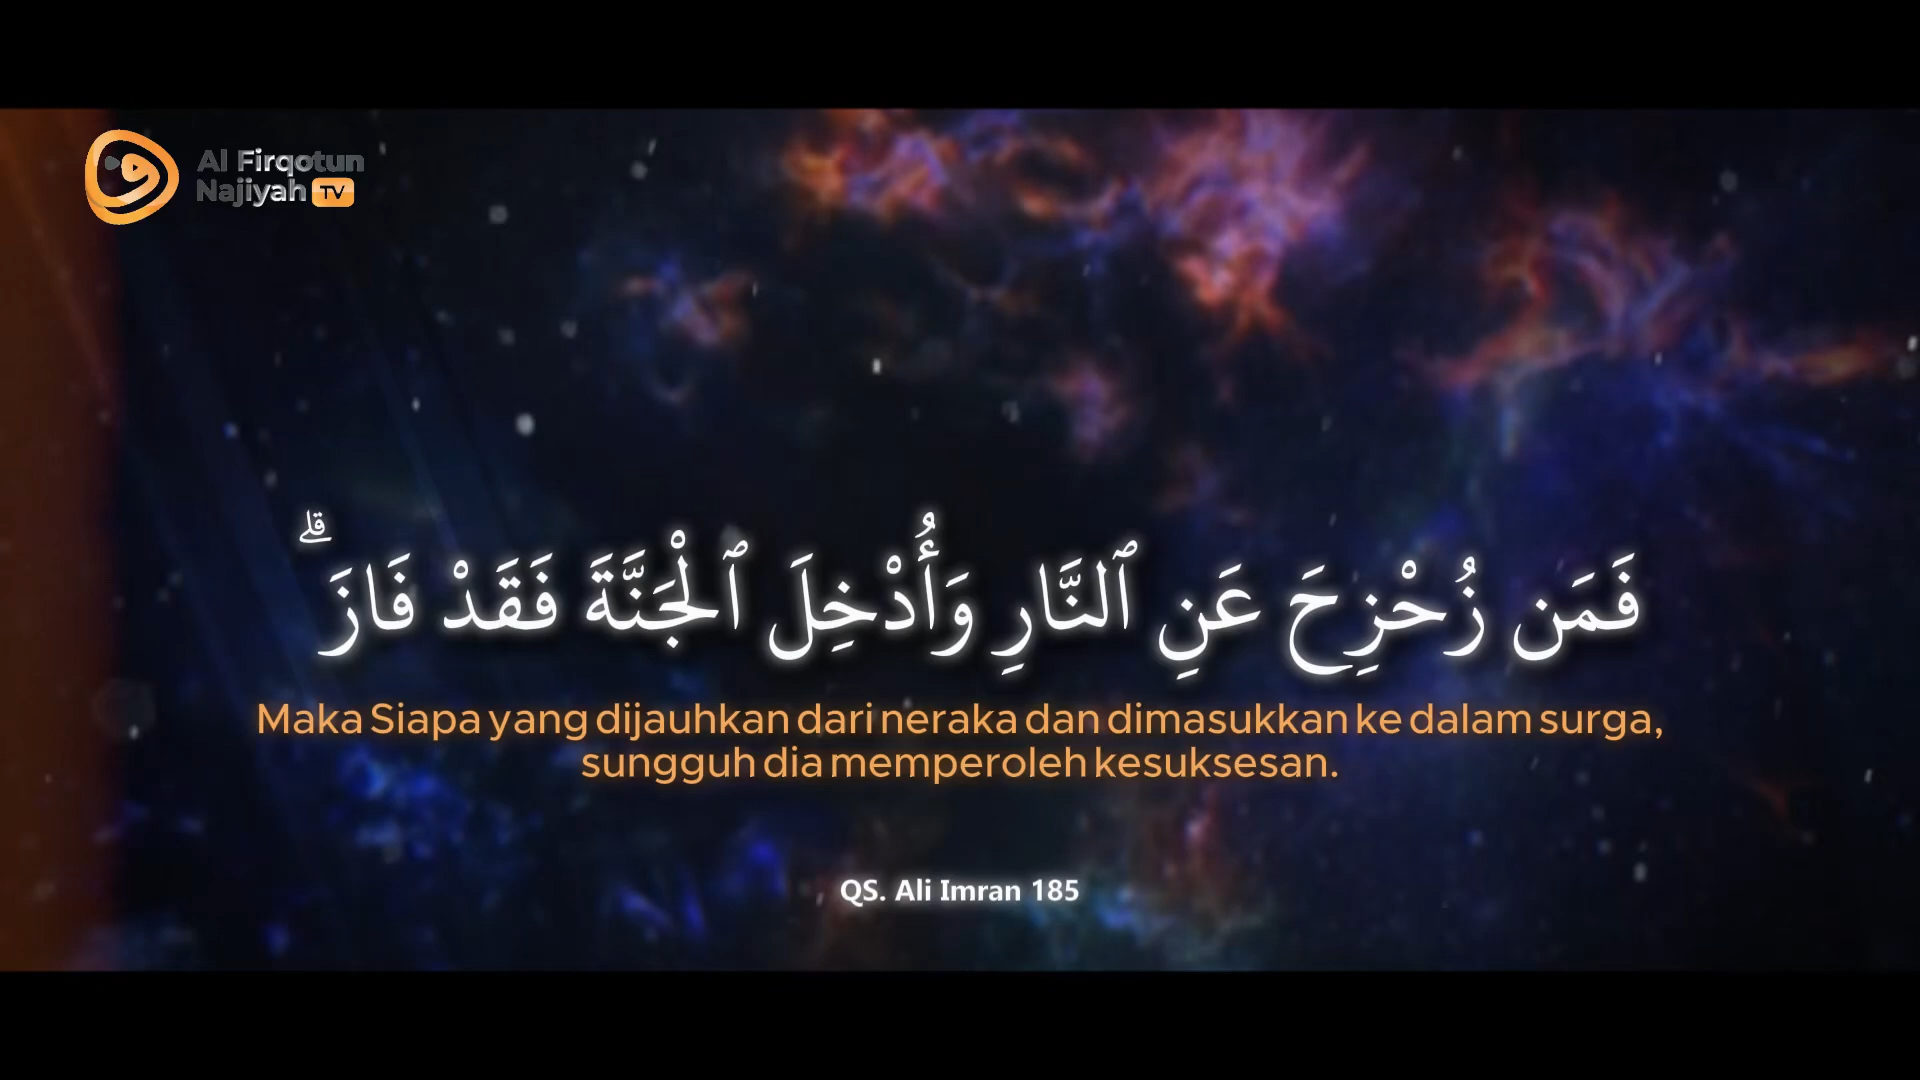 Al Firqotun
Najiyah TV
فَمَن زُحْزِحَ عَنِ ٱلنَّارِ وَأُدْخِلَ ٱلْجَنَّةَ فَقَدْ فَازَ ۗ
Maka Siapa yang dijauhkan dari neraka dan dimasukkan ke dalam surga,
sungguh dia memperoleh kesuksesan.
QS. Ali Imran 185